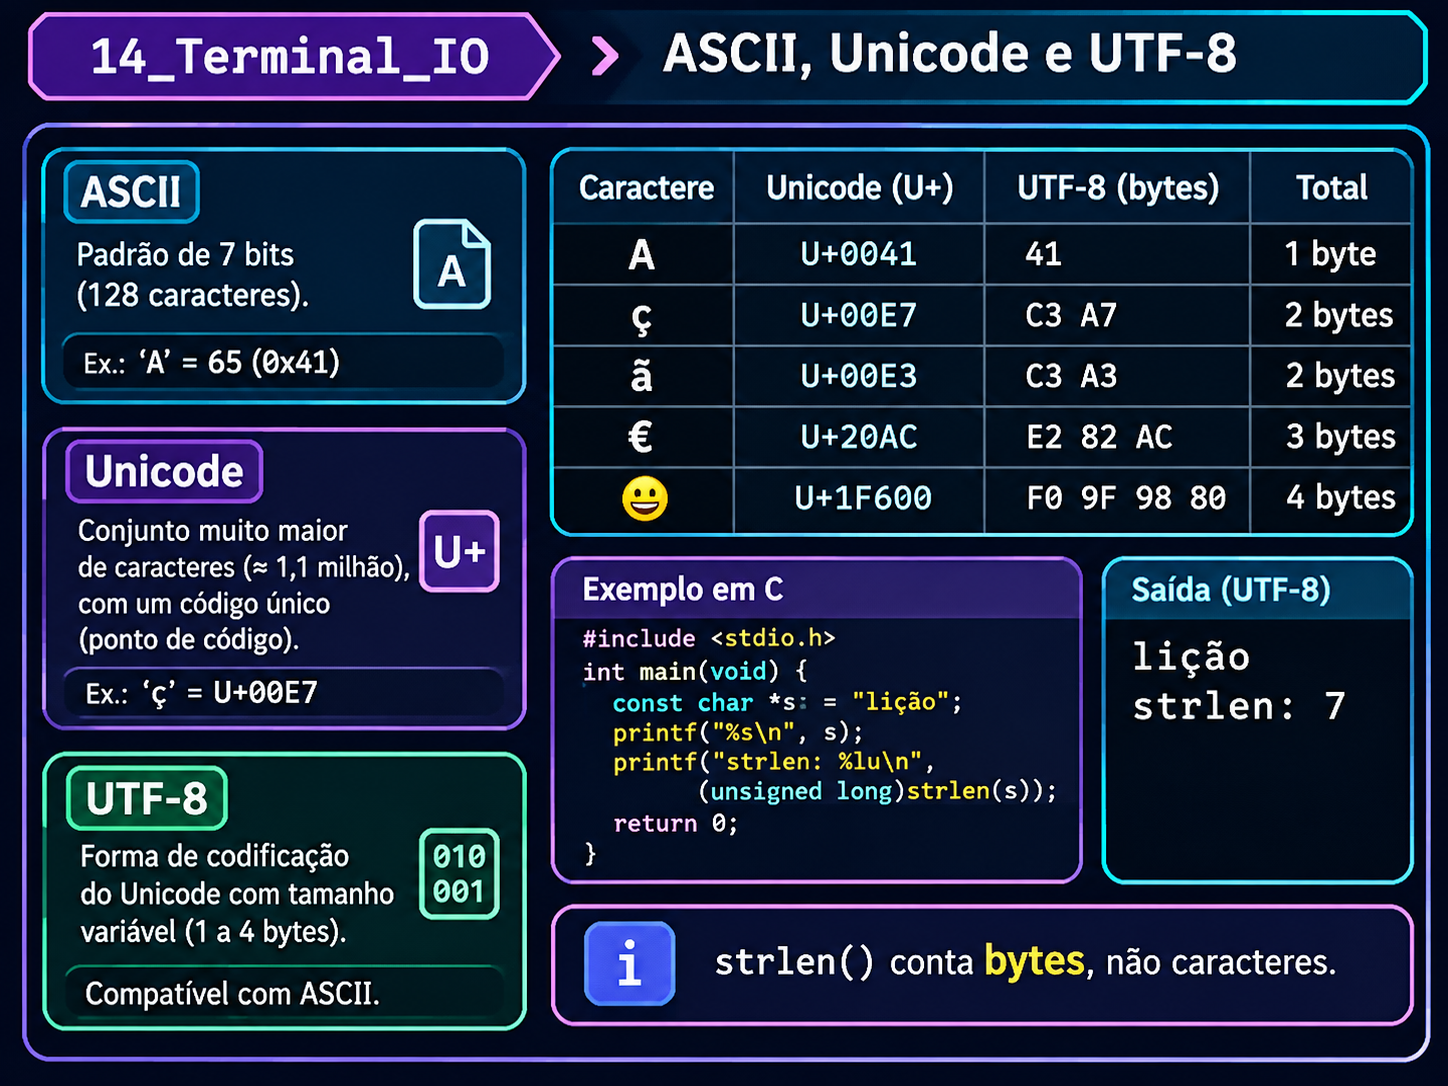 14_Terminal_IO
ASCII, Unicode e UTF-8
ASCII
Padrão de 7 bits
(128 caracteres).
A
Ex.: ‘A’ = 65 (0x41)
Unicode
Conjunto muito maior
de caracteres (≈ 1,1 milhão),
com um código único
(ponto de código).
U+
Ex.: ‘ç’ = U+00E7
UTF-8
Forma de codificação
do Unicode com tamanho
variável (1 a 4 bytes).
010
001
Compatível com ASCII.
Caractere Unicode (U+) UTF-8 (bytes) Total
A U+0041 41 1 byte
ç U+00E7 C3 A7 2 bytes
ã U+00E3 C3 A3 2 bytes
€ U+20AC E2 82 AC 3 bytes
😀 U+1F600 F0 9F 98 80 4 bytes
Exemplo em C
#include <stdio.h>
int main(void) {
const char *s: = "lição";
printf("%s\n", s);
printf("strlen: %lu\n",
(unsigned long)strlen(s));
return 0;
}
Saída (UTF-8)
lição
strlen: 7
i
strlen() conta bytes, não caracteres.